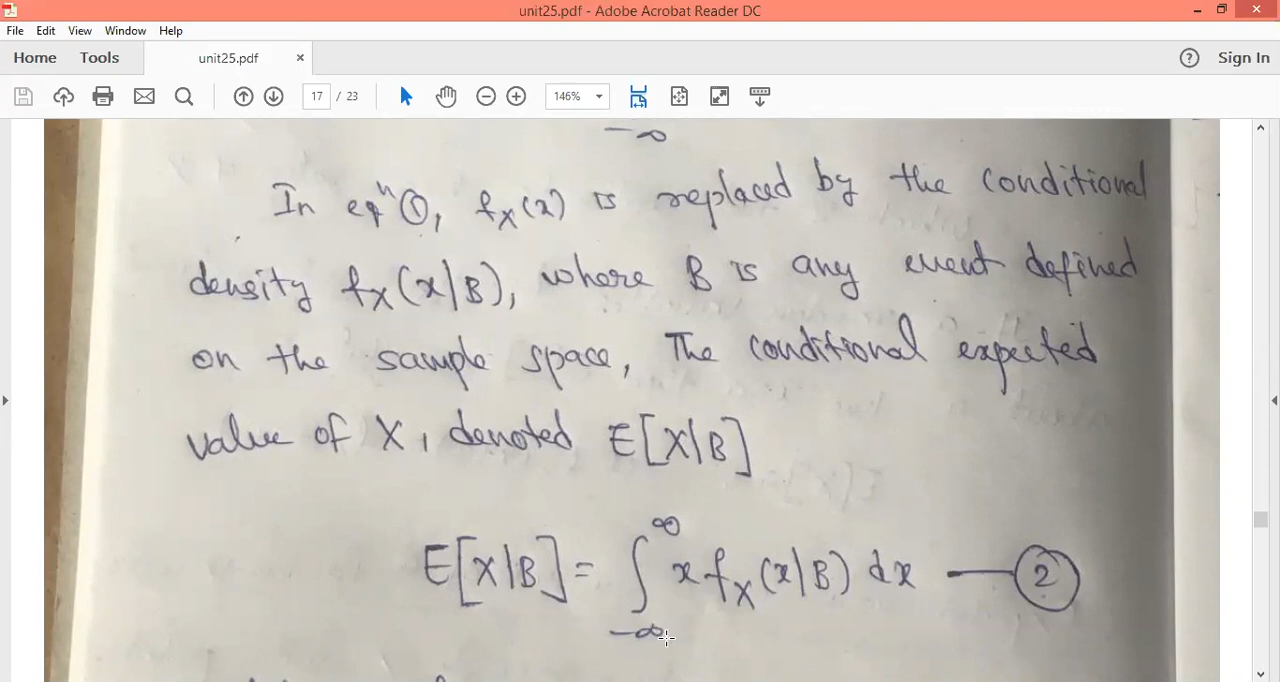 unit25.pdf - Adobe Acrobat Reader DC
File Edit View Window Help
Home Tools unit25.pdf × ? Sign In
17 / 23 146%
−∞
In eqⁿ ①, fX(x) is replaced by the conditional
density fX(x|B), where B is any event defined
on the sample space, The conditional expected
value of X, denoted E[X|B]
∞
E[X|B] = ∫ x fX(x|B) dx — ②
−∞